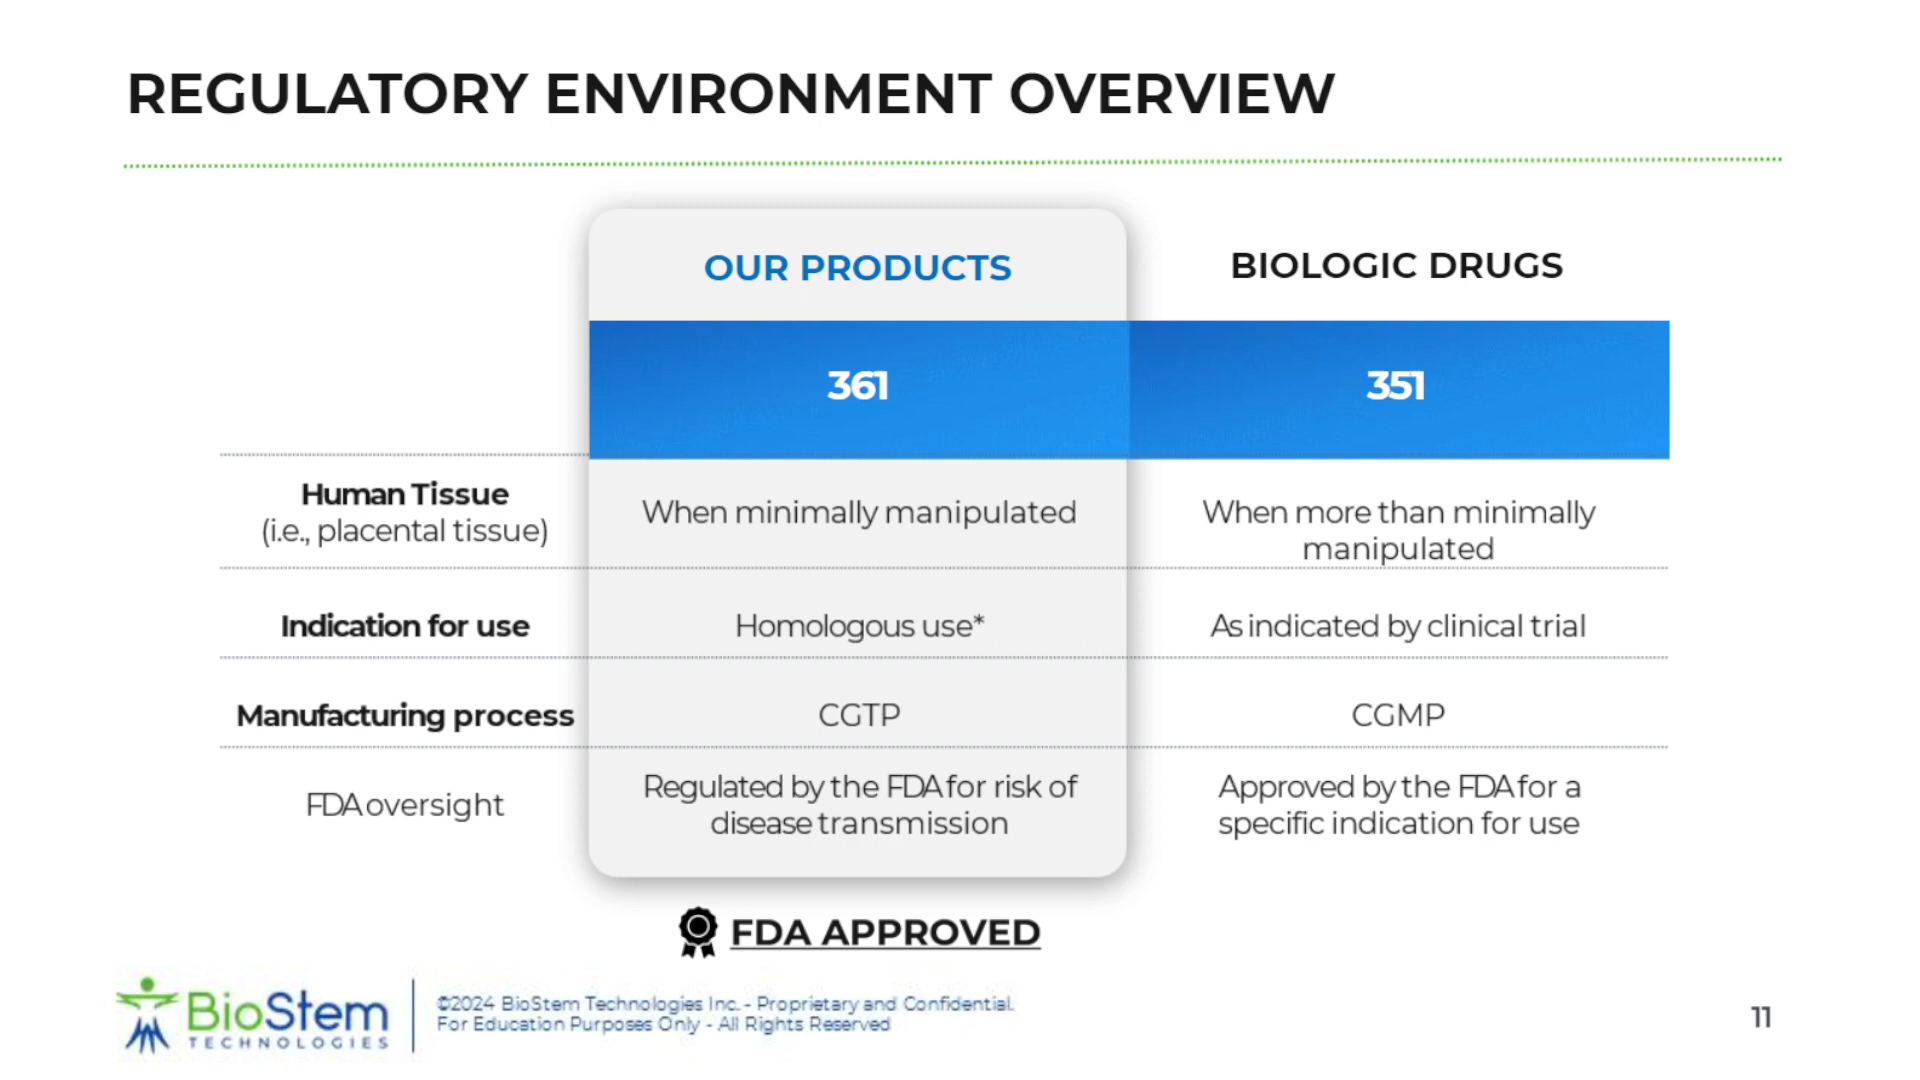 REGULATORY ENVIRONMENT OVERVIEW
OUR PRODUCTS
BIOLOGIC DRUGS
361
351
Human Tissue
(i.e., placental tissue)
When minimally manipulated
When more than minimally
manipulated
Indication for use
Homologous use*
As indicated by clinical trial
Manufacturing process
CGTP
CGMP
FDA oversight
Regulated by the FDA for risk of
disease transmission
Approved by the FDA for a
specific indication for use
FDA APPROVED
BioStem
TECHNOLOGIES
©2024 BioStem Technologies Inc. - Proprietary and Confidential.
For Education Purposes Only - All Rights Reserved
11